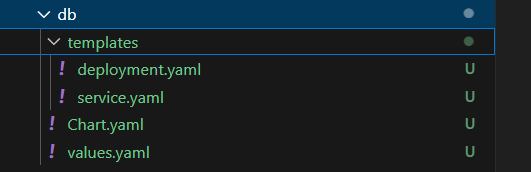 db
templates
! deployment.yaml U
! service.yaml U
! Chart.yaml U
! values.yaml U